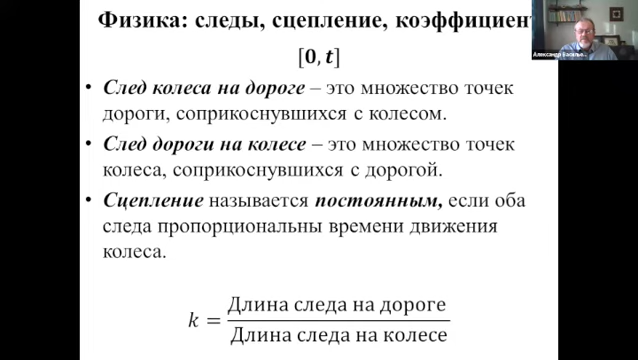 Физика: следы, сцепление, коэффициент
[0, t]
• След колеса на дороге – это множество точек
дороги, соприкоснувшихся с колесом.
• След дороги на колесе – это множество точек
колеса, соприкоснувшихся с дорогой.
• Сцепление называется постоянным, если оба
следа пропорциональны времени движения
колеса.
k = Длина следа на дороге
Длина следа на колесе